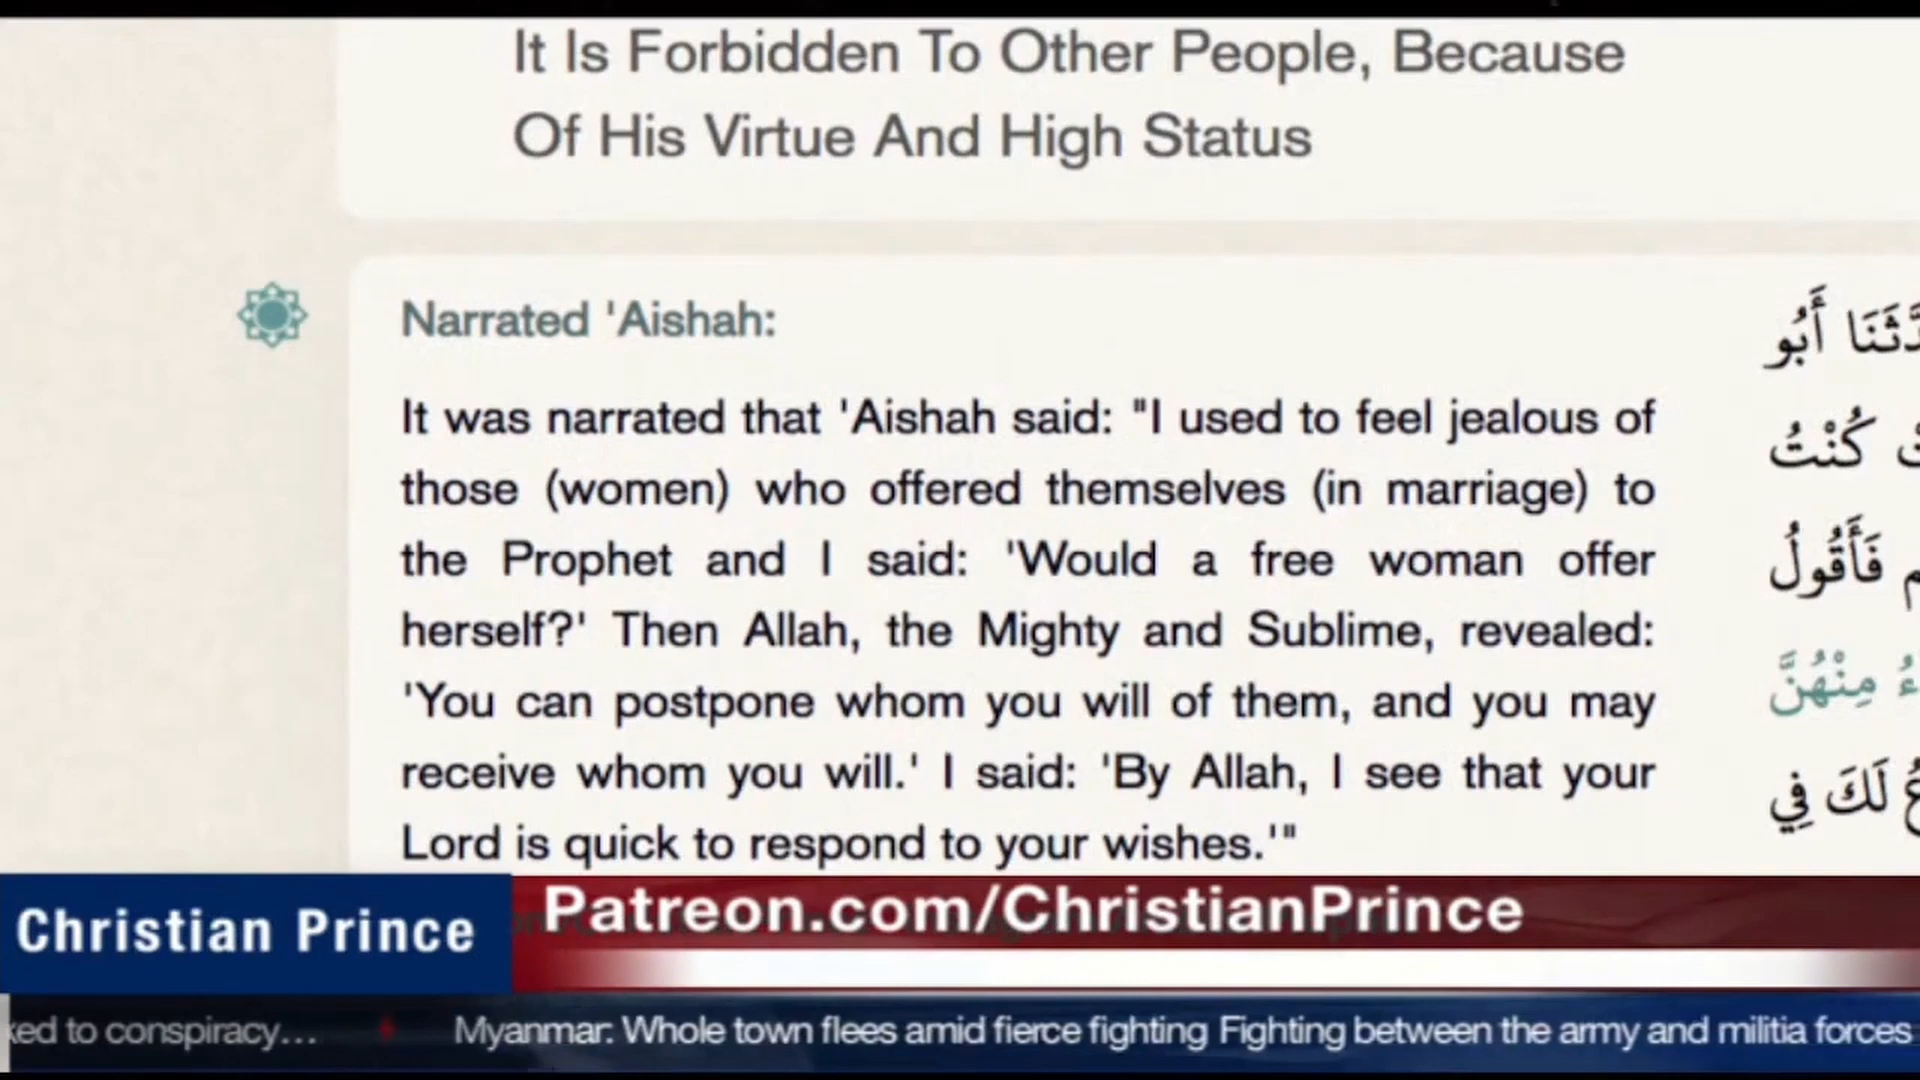 It Is Forbidden To Other People, Because
Of His Virtue And High Status
Narrated 'Aishah:
أَبُو
It was narrated that 'Aishah said: "I used to feel jealous of
كُنْتُ
those (women) who offered themselves (in marriage) to
the Prophet and I said: 'Would a free woman offer
فَأَقُولُ
herself?' Then Allah, the Mighty and Sublime, revealed:
مِنْهُنَّ
'You can postpone whom you will of them, and you may
receive whom you will.' I said: 'By Allah, I see that your
لَكَ فِي
Lord is quick to respond to your wishes.'"
Patreon.com/ChristianPrince
Christian Prince
to conspiracy... Myanmar: Whole town flees amid fierce fighting Fighting between the army and militia forces